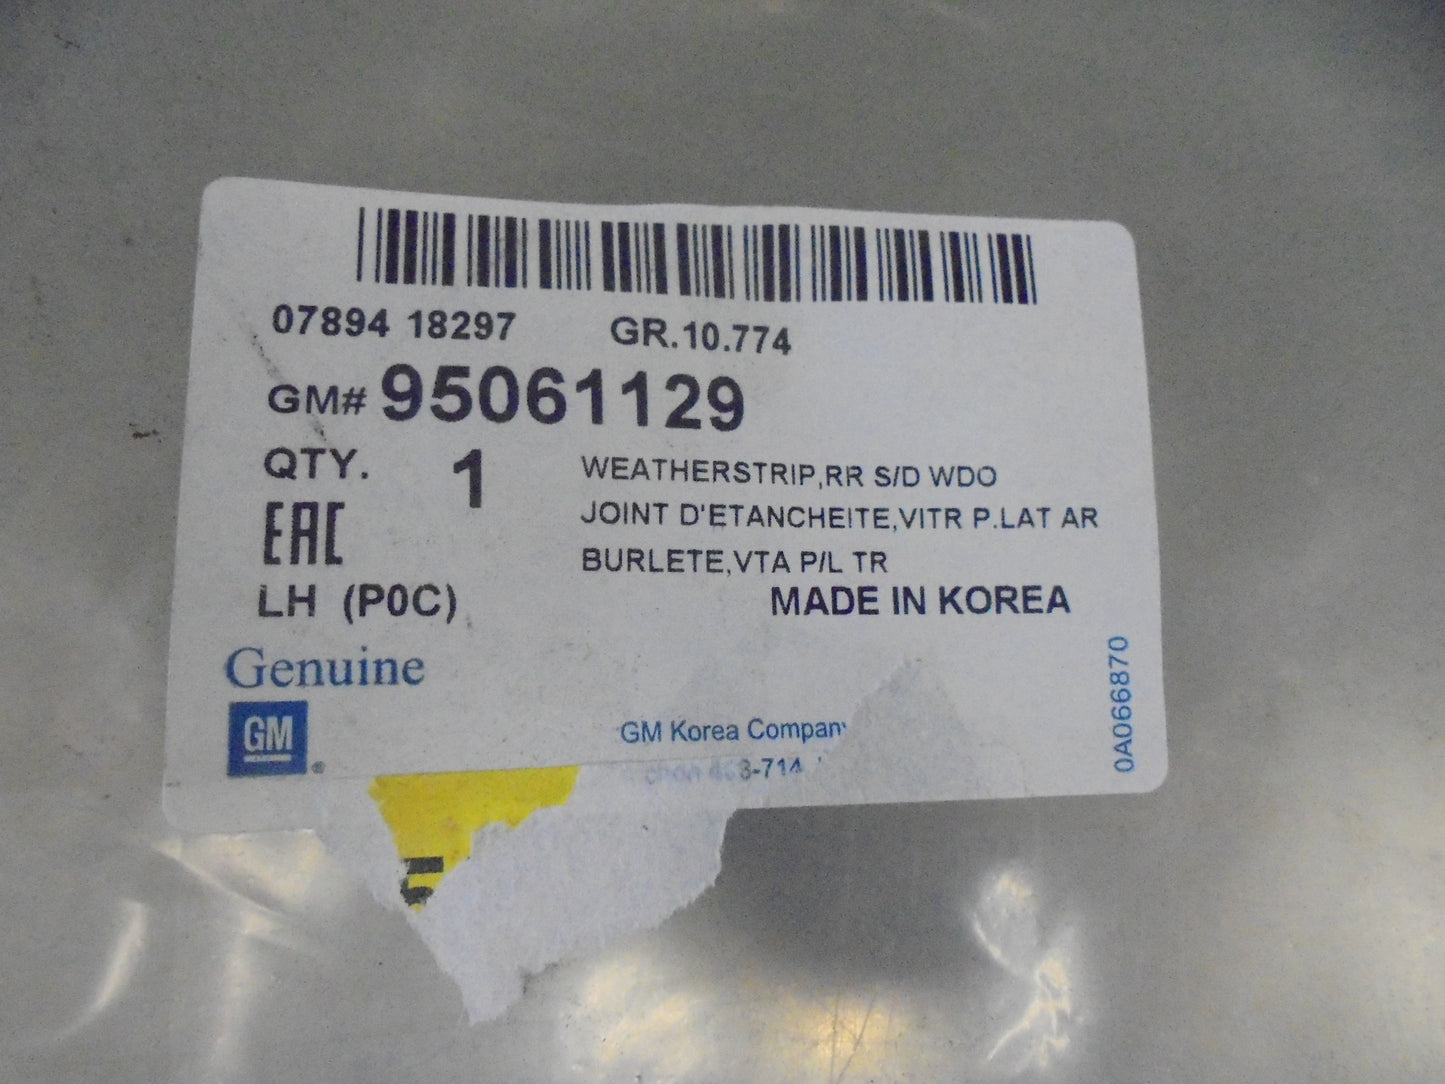 07894 18297 GR.10.774
GM# 95061129
QTY. 1 WEATHERSTRIP,RR S/D WDO
JOINT D'ETANCHEITE,VITR P.LAT AR
EAC
BURLETE,VTA P/L TR
LH (P0C) MADE IN KOREA
Genuine
GM ®
GM Korea Company
-714
0A066870